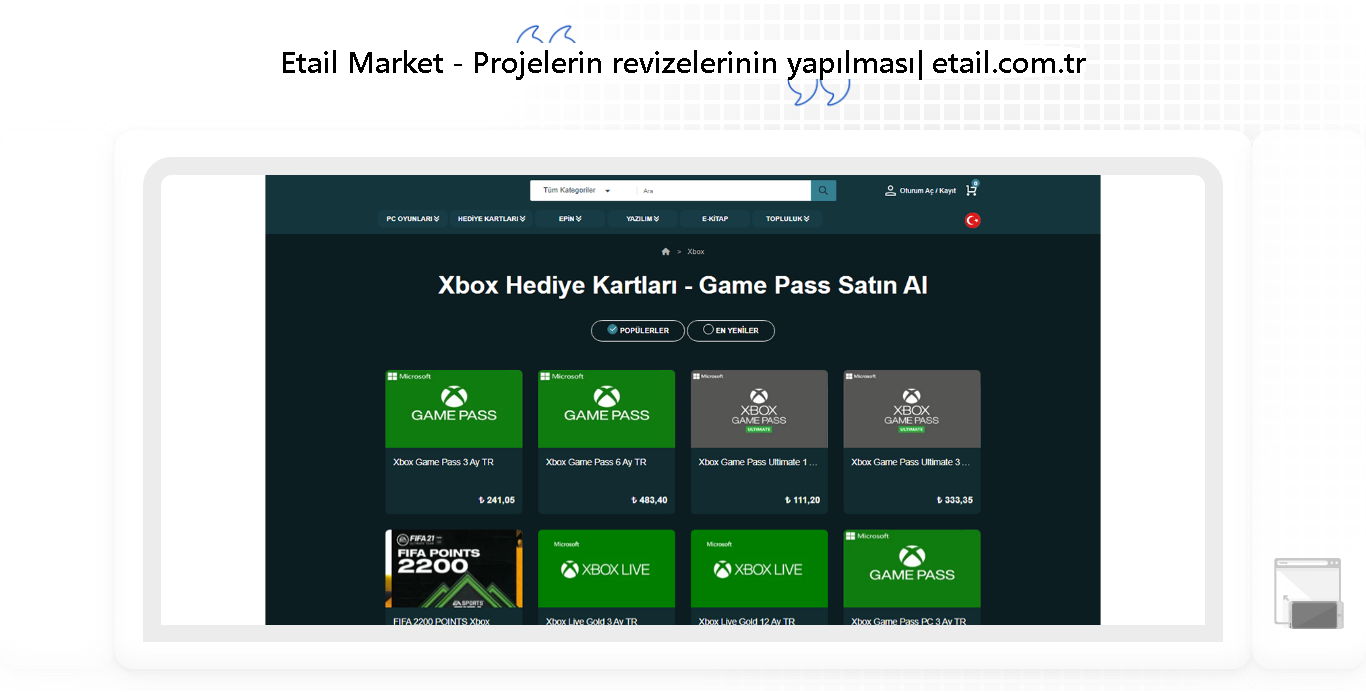 Etail Market - Projelerin revizelerinin yapılması| etail.com.tr
Tüm Kategoriler
Ara
Oturum Aç / Kayıt
0
PC OYUNLARI
HEDİYE KARTLARI
EPİN
YAZILIM
E-KİTAP
TOPLULUK
> Xbox
Xbox Hediye Kartları - Game Pass Satın Al
POPÜLERLER
EN YENİLER
Microsoft
GAME PASS
Microsoft
GAME PASS
Microsoft
XBOX
GAME PASS
ULTIMATE
Microsoft
XBOX
GAME PASS
ULTIMATE
Xbox Game Pass 3 Ay TR
Xbox Game Pass 6 Ay TR
Xbox Game Pass Ultimate 1 ...
Xbox Game Pass Ultimate 3 ...
₺ 241,05
₺ 483,40
₺ 111,20
₺ 333,35
EA SPORTS FIFA 21
FIFA POINTS
2200
EA SPORTS
Microsoft
XBOX LIVE
Microsoft
XBOX LIVE
Microsoft
GAME PASS
FIFA 2200 POINTS Xbox
Xbox Live Gold 3 Ay TR
Xbox Live Gold 12 Ay TR
Xbox Game Pass PC 3 Ay TR